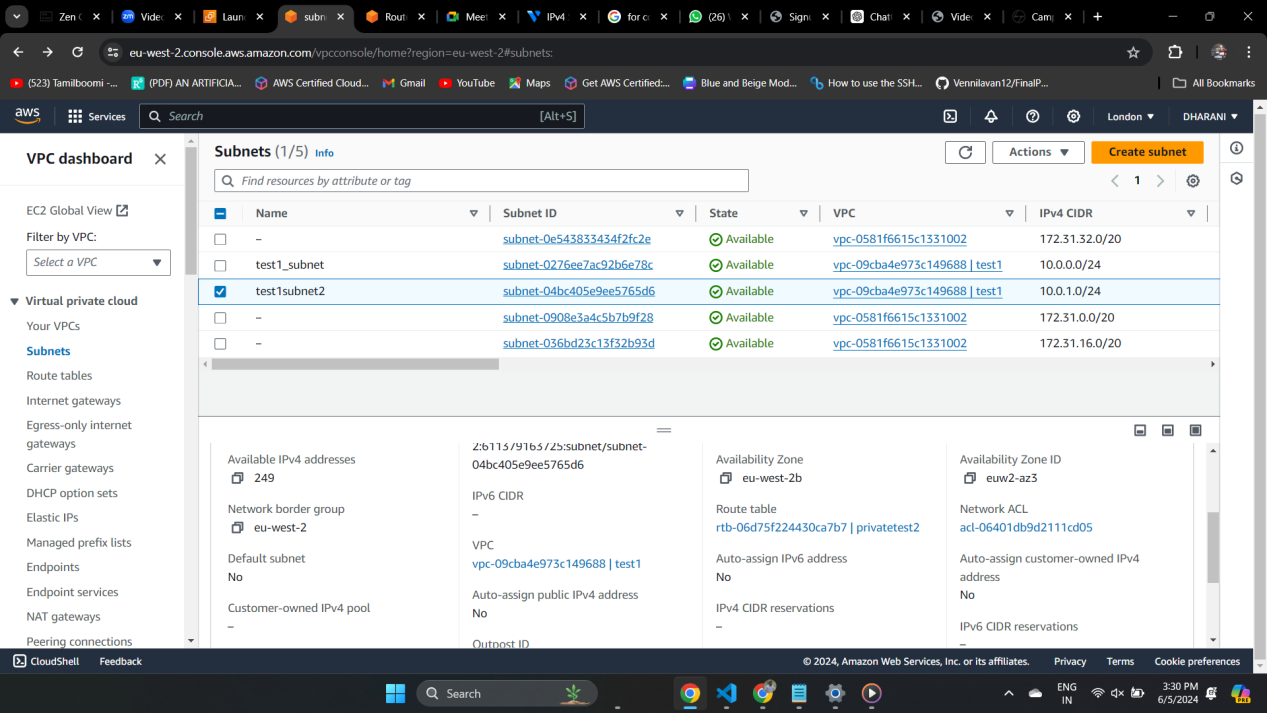 Zen C
Videc
Laun
subn
Rout
Meet
IPv4
for co
(26) W
Signu
Chati
Videc
Camp
eu-west-2.console.aws.amazon.com/vpcconsole/home?region=eu-west-2#subnets:
(523) Tamilboomi -...
(PDF) AN ARTIFICIA...
AWS Certified Cloud...
Gmail
YouTube
Maps
Get AWS Certified:...
Blue and Beige Mod...
How to use the SSH...
Vennilavan12/FinalP...
All Bookmarks
aws
Services
Search
[Alt+S]
London
DHARANI
VPC dashboard
EC2 Global View
Filter by VPC:
Select a VPC
Virtual private cloud
Your VPCs
Subnets
Route tables
Internet gateways
Egress-only internet
gateways
Carrier gateways
DHCP option sets
Elastic IPs
Managed prefix lists
Endpoints
Endpoint services
NAT gateways
Peering connections
Subnets (1/5) Info
Actions
Create subnet
Find resources by attribute or tag
1
Name Subnet ID State VPC IPv4 CIDR
– subnet-0e543833434f2fc2e Available vpc-0581f6615c1331002 172.31.32.0/20
test1_subnet subnet-0276ee7ac92b6e78c Available vpc-09cba4e973c149688 | test1 10.0.0.0/24
test1subnet2 subnet-04bc405e9ee5765d6 Available vpc-09cba4e973c149688 | test1 10.0.1.0/24
– subnet-0908e3a4c5b7b9f28 Available vpc-0581f6615c1331002 172.31.0.0/20
– subnet-036bd23c13f32b93d Available vpc-0581f6615c1331002 172.31.16.0/20
Available IPv4 addresses
249
Network border group
eu-west-2
Default subnet
No
Customer-owned IPv4 pool
–
2:611379163725:subnet/subnet-
04bc405e9ee5765d6
IPv6 CIDR
–
VPC
vpc-09cba4e973c149688 | test1
Auto-assign public IPv4 address
No
Outpost ID
Availability Zone
eu-west-2b
Route table
rtb-06d75f224430ca7b7 | privatetest2
Auto-assign IPv6 address
No
IPv4 CIDR reservations
–
Availability Zone ID
euw2-az3
Network ACL
acl-06401db9d2111cd05
Auto-assign customer-owned IPv4
address
No
IPv6 CIDR reservations
–
CloudShell
Feedback
© 2024, Amazon Web Services, Inc. or its affiliates.
Privacy
Terms
Cookie preferences
Search
ENG
IN
3:30 PM
6/5/2024
PRE